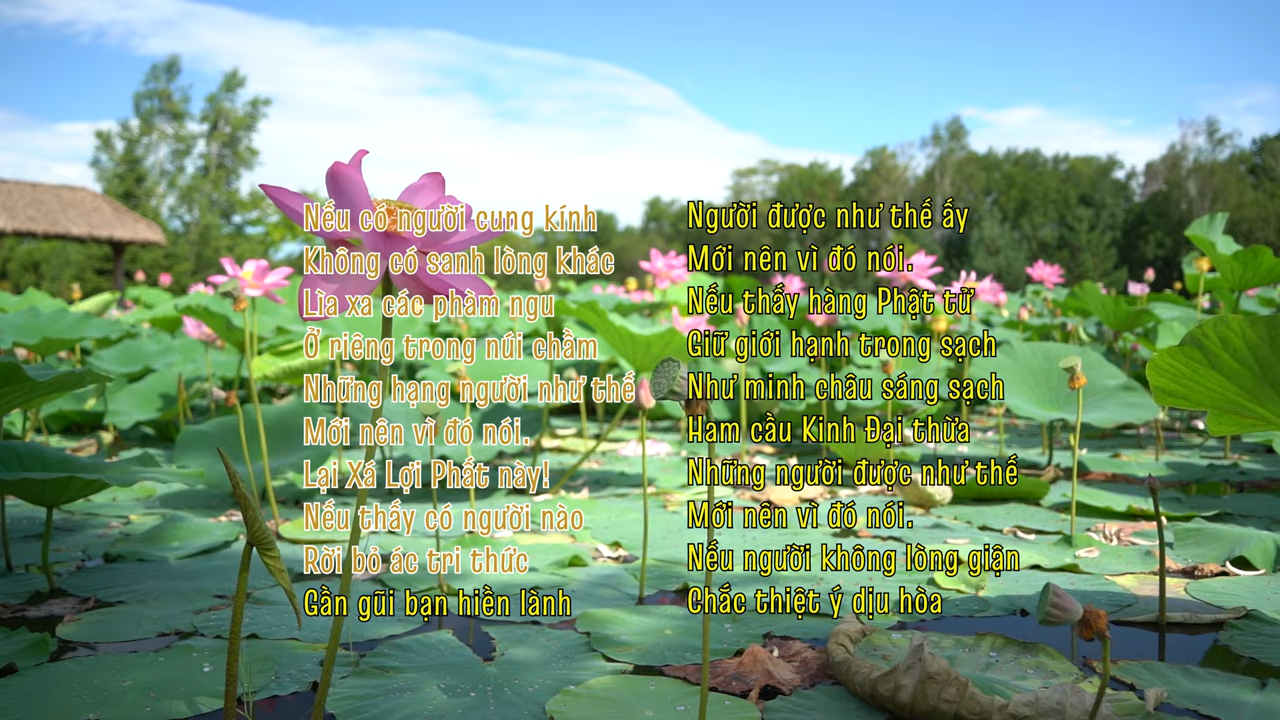 Nếu có người cung kính
Không có sanh lòng khác
Lìa xa các phàm ngu
Ở riêng trong núi chằm
Những hạng người như thế
Mới nên vì đó nói.
Lại Xá Lợi Phất này!
Nếu thấy có người nào
Rời bỏ ác tri thức
Gần gũi bạn hiền lành
Người được như thế ấy
Mới nên vì đó nói.
Nếu thấy hàng Phật tử
Giữ giới hạnh trong sạch
Như minh châu sáng sạch
Ham cầu Kinh Đại thừa
Những người được như thế
Mới nên vì đó nói.
Nếu người không lòng giận
Chắc thiệt ý dịu hòa